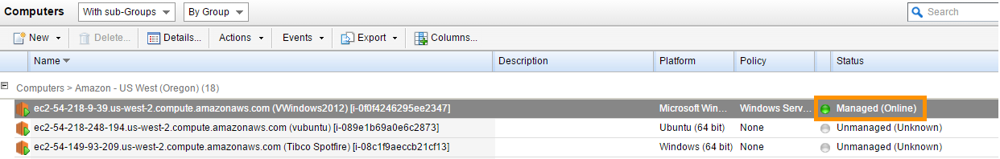 Computers With sub-Groups By Group Search
New Delete... Details... Actions Events Export Columns...
Name Description Platform Policy Status
Computers > Amazon - US West (Oregon) (18)
ec2-54-218-9-39.us-west-2.compute.amazonaws.com (VWindows2012) [i-0f0f4246295ee2347] Microsoft Win... Windows Serv... Managed (Online)
ec2-54-218-248-194.us-west-2.compute.amazonaws.com (vubuntu) [i-089e1b69a0e6c2873] Ubuntu (64 bit) None Unmanaged (Unknown)
ec2-54-149-93-209.us-west-2.compute.amazonaws.com (Tibco Spotfire) [i-08c1f9aeccb21cf13] Windows (64 bit) None Unmanaged (Unknown)